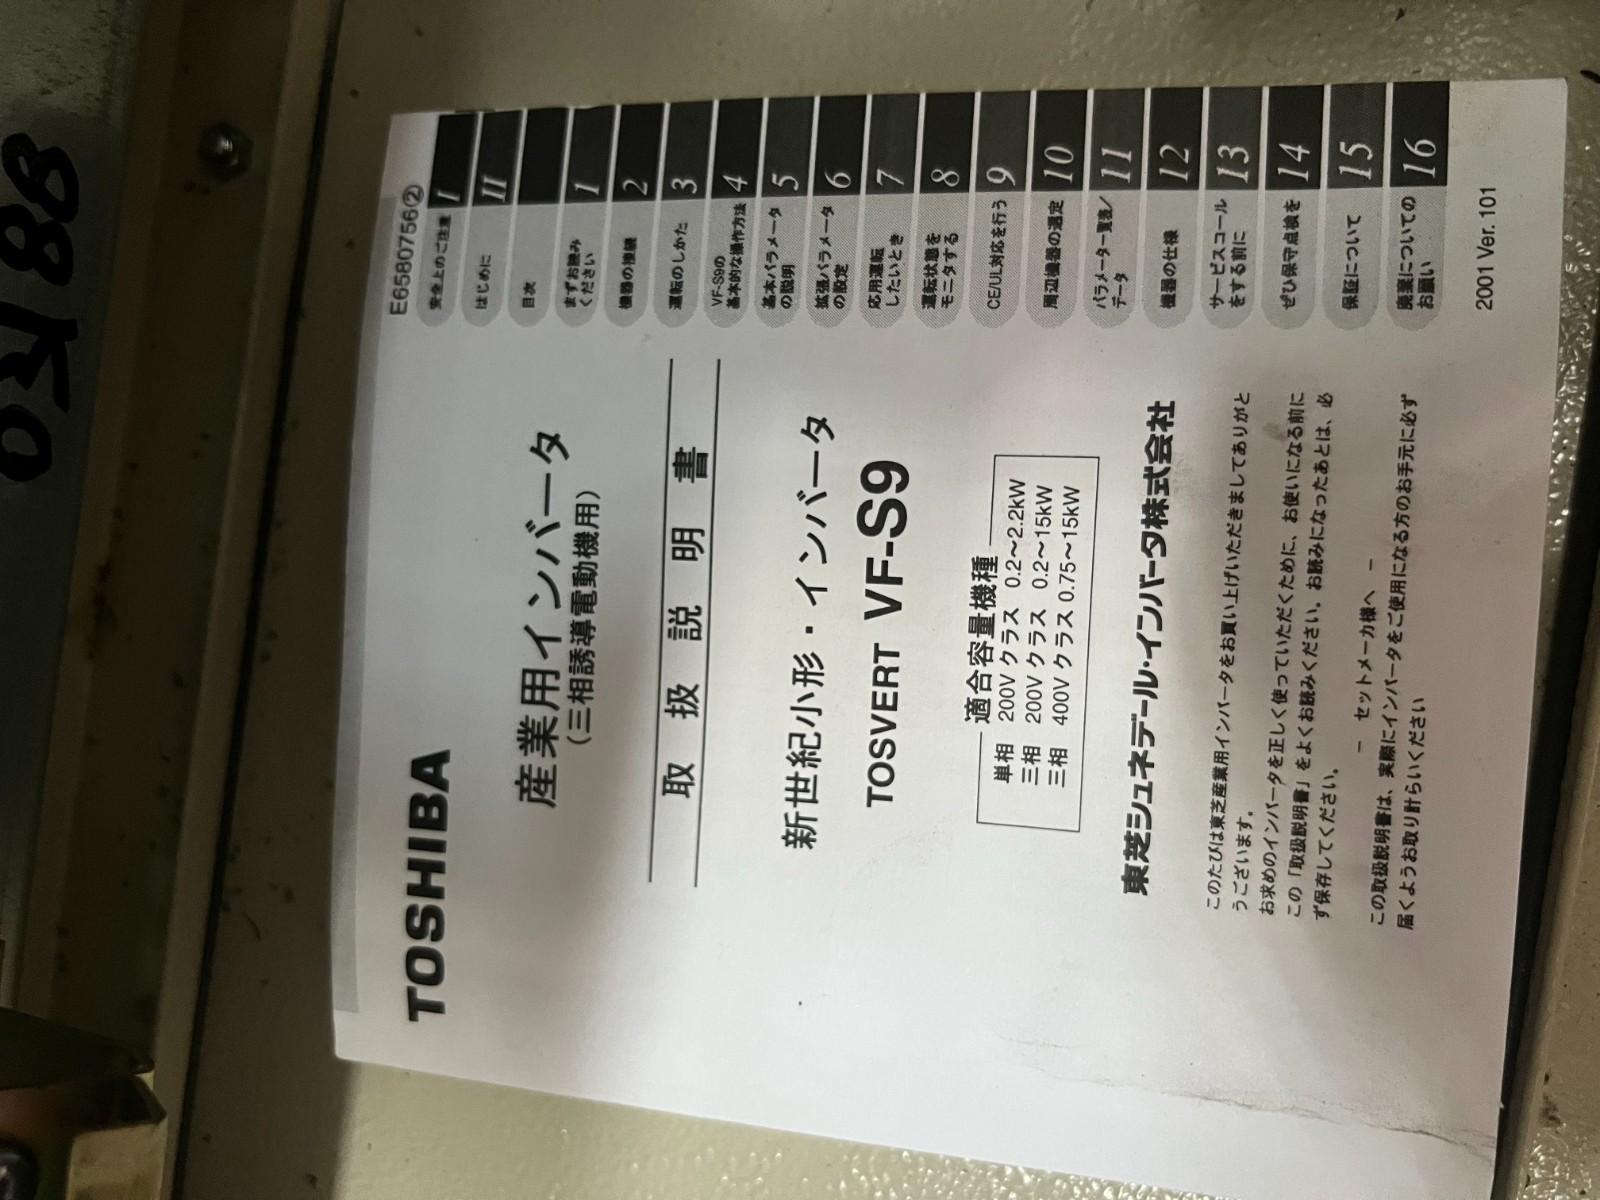 TOSHIBA
E6580756②
産業用インバータ
（三相誘導電動機用）
取扱説明書
新世紀小形・インバータ
TOSVERT VF-S9
適合容量機種
単相 200V クラス 0.2～2.2kW
三相 200V クラス 0.2～15kW
三相 400V クラス 0.75～15kW
東芝シュネデール・インバータ株式会社
このたびは東芝産業用インバータをお買い上げいただきましてありがと
うございます。
お求めのインバータを正しく使っていただくために、お使いになる前に
この「取扱説明書」をよくお読みください。お読みになったあとは、必
ず保存してください。
－ セットメーカ様へ －
この取扱説明書は、実際にインバータをご使用になる方のお手元に必ず
届くようお取り計らいください
安全上のご注意 I
はじめに II
目次
まずお読み
ください 1
機器の接続 2
運転のしかた 3
VF-S9の
基本的な操作方法 4
基本パラメータ
の説明 5
拡張パラメータ
の設定 6
応用運転
したいとき 7
運転状態を
モニタする 8
CE/UL対応を行う 9
周辺機器の選定 10
パラメーター覧表/
データ 11
機器の仕様 12
サービスコール
をする前に 13
ぜひ保守点検を 14
保証について 15
廃棄についての
お願い 16
2001 Ver. 101